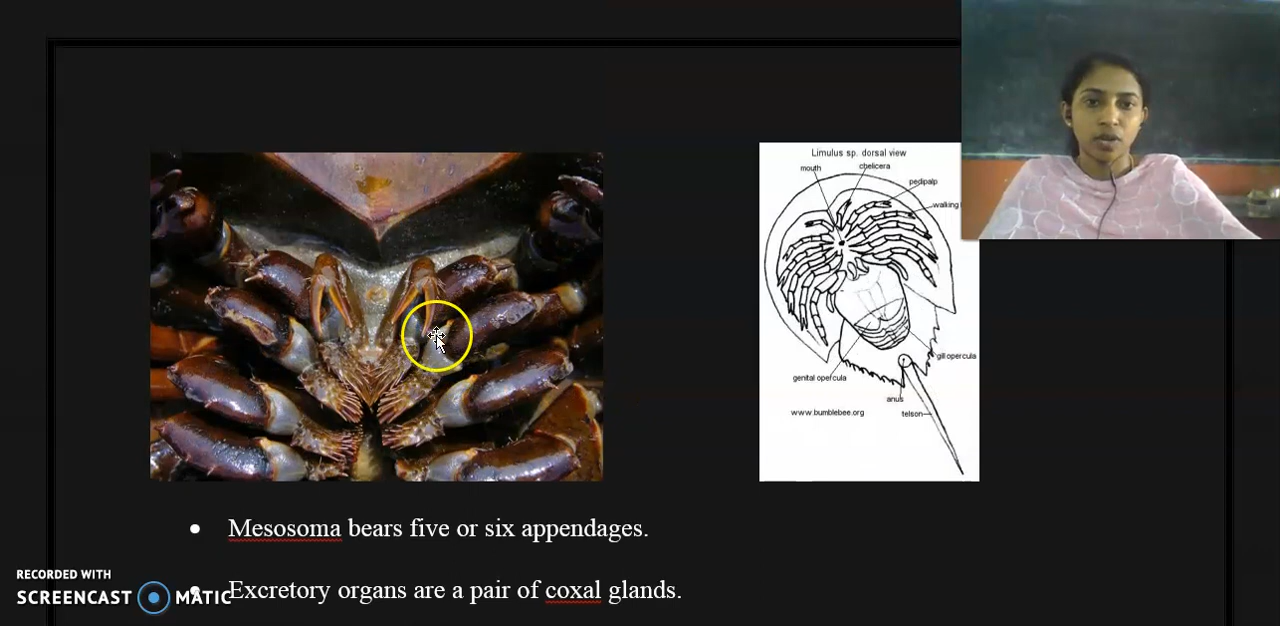 Limulus sp. dorsal view
mouth
chelicera
pedipalp
walking
gill opercula
genital opercula
anus
www.bumblebee.org
telson
• Mesosoma bears five or six appendages.
• Excretory organs are a pair of coxal glands.
RECORDED WITH
SCREENCAST MATIC